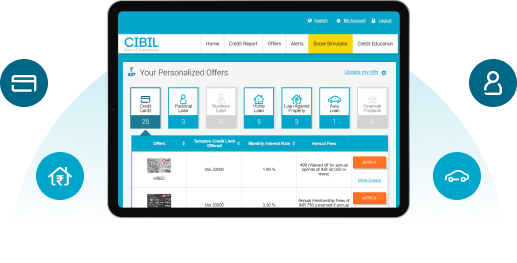 English My Account Logout
CIBIL
Part of TransUnion
Home Credit Report Offers Alerts Score Simulator Credit Education
Your Personalized Offers
Update my Info
Credit Cards
25
Personal Loan
3
Business Loan
0
Home Loan
5
Loan Against Property
3
Auto Loan
1
Financial Products
0
Offers Tentative Credit Limit Offered Monthly Interest Rate Annual Fees
HSBC
Min 20000
499 (Waived off for annual
spends of INR 50,000 or
more)
APPLY
More Details
Min 30000
3.30 %
Annual Membership Fees of
INR 750 (reversed if annual
APPLY